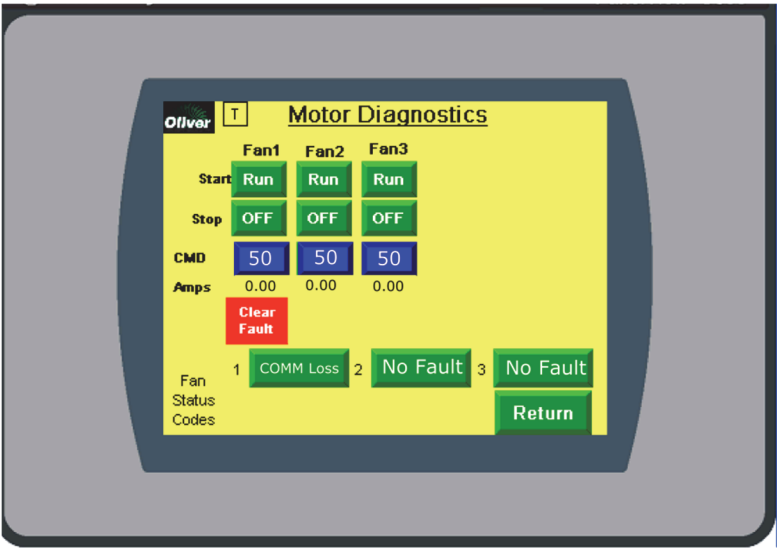 Oliver T Motor Diagnostics
Fan1 Fan2 Fan3
Start Run Run Run
Stop OFF OFF OFF
CMD 50 50 50
Amps 0.00 0.00 0.00
Clear
Fault
1 COMM Loss 2 No Fault 3 No Fault
Fan
Status
Codes
Return